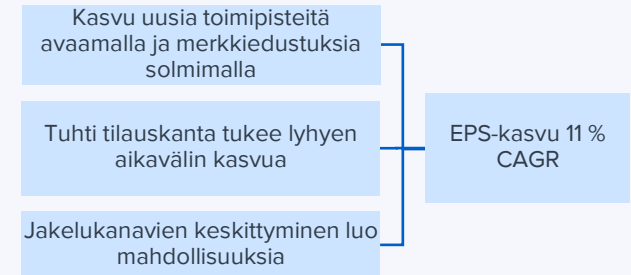 Kasvu uusia toimipisteitä
avaamalla ja merkkiedustuksia
solmimalla
Tuhti tilauskanta tukee lyhyen
aikavälin kasvua
Jakelukanavien keskittyminen luo
mahdollisuuksia
EPS-kasvu 11 %
CAGR